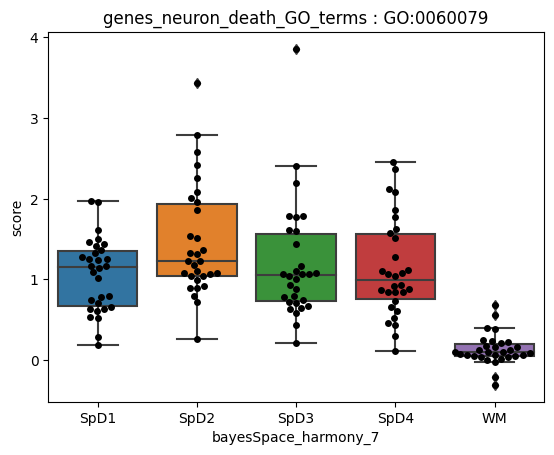 genes_neuron_death_GO_terms : GO:0060079
4
3
2
1
0
score
SpD1 SpD2 SpD3 SpD4 WM
bayesSpace_harmony_7